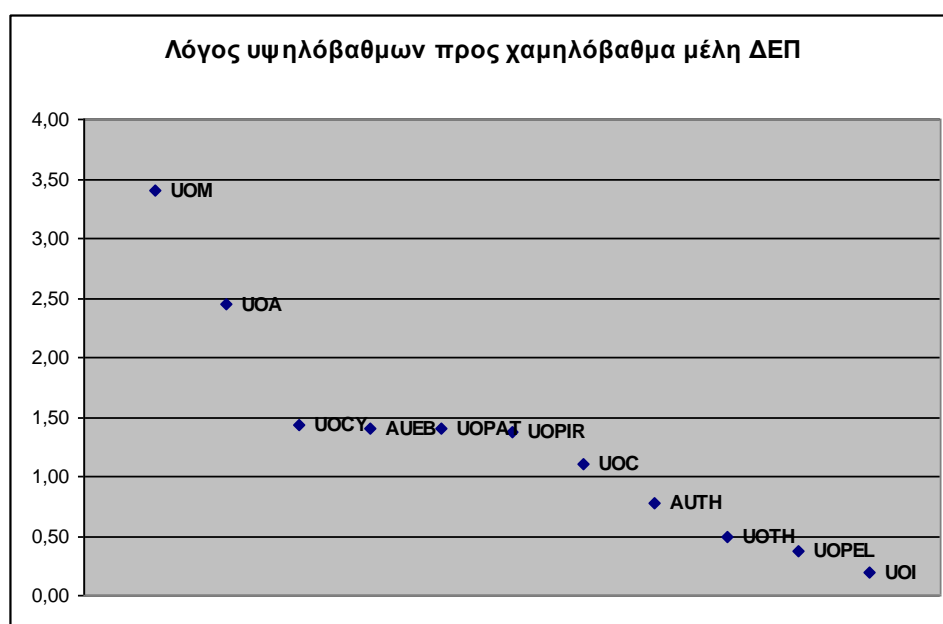 Λόγος υψηλόβαθμων προς χαμηλόβαθμα μέλη ΔΕΠ
4,00
3,50
UOM
3,00
2,50
UOA
2,00
1,50
UOCY
AUEB
UOPAT
UOPIR
UOC
1,00
AUTH
0,50
UOTH
UOPEL
UOI
0,00